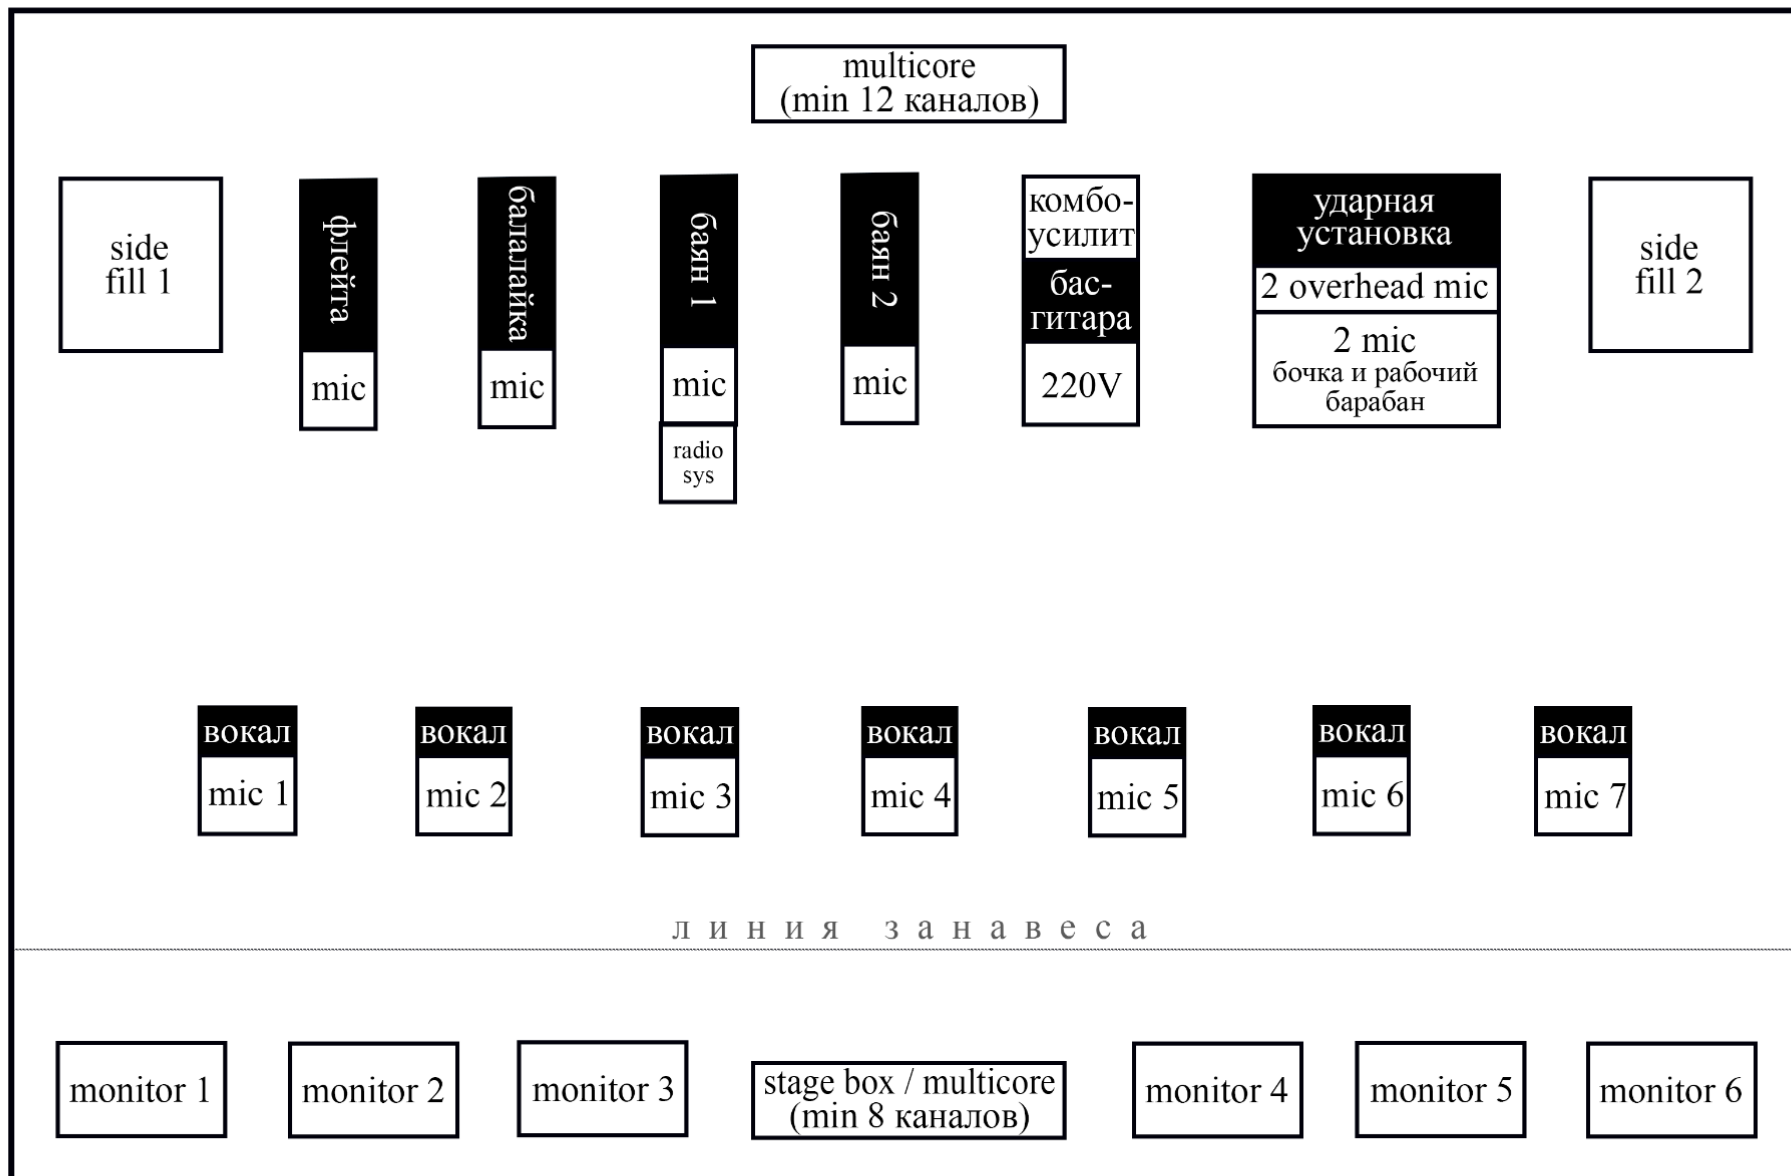 multicore
(min 12 каналов)
side
fill 1
флейта
mic
балалайка
mic
баян 1
mic
radio
sys
баян 2
mic
комбо-
усилит
бас-
гитара
220V
ударная
установка
2 overhead mic
2 mic
бочка и рабочий
барабан
side
fill 2
вокал
mic 1
вокал
mic 2
вокал
mic 3
вокал
mic 4
вокал
mic 5
вокал
mic 6
вокал
mic 7
линия занавеса
monitor 1
monitor 2
monitor 3
stage box / multicore
(min 8 каналов)
monitor 4
monitor 5
monitor 6